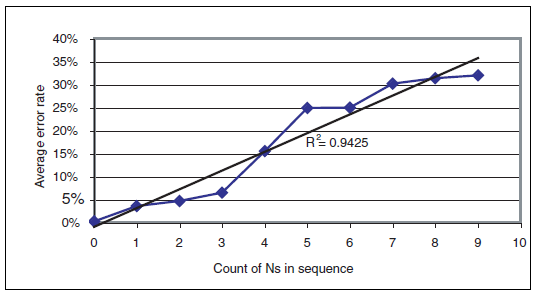 40%
35%
30%
25%
20%
15%
10%
5%
0%
Average error rate
R²= 0.9425
0 1 2 3 4 5 6 7 8 9 10
Count of Ns in sequence